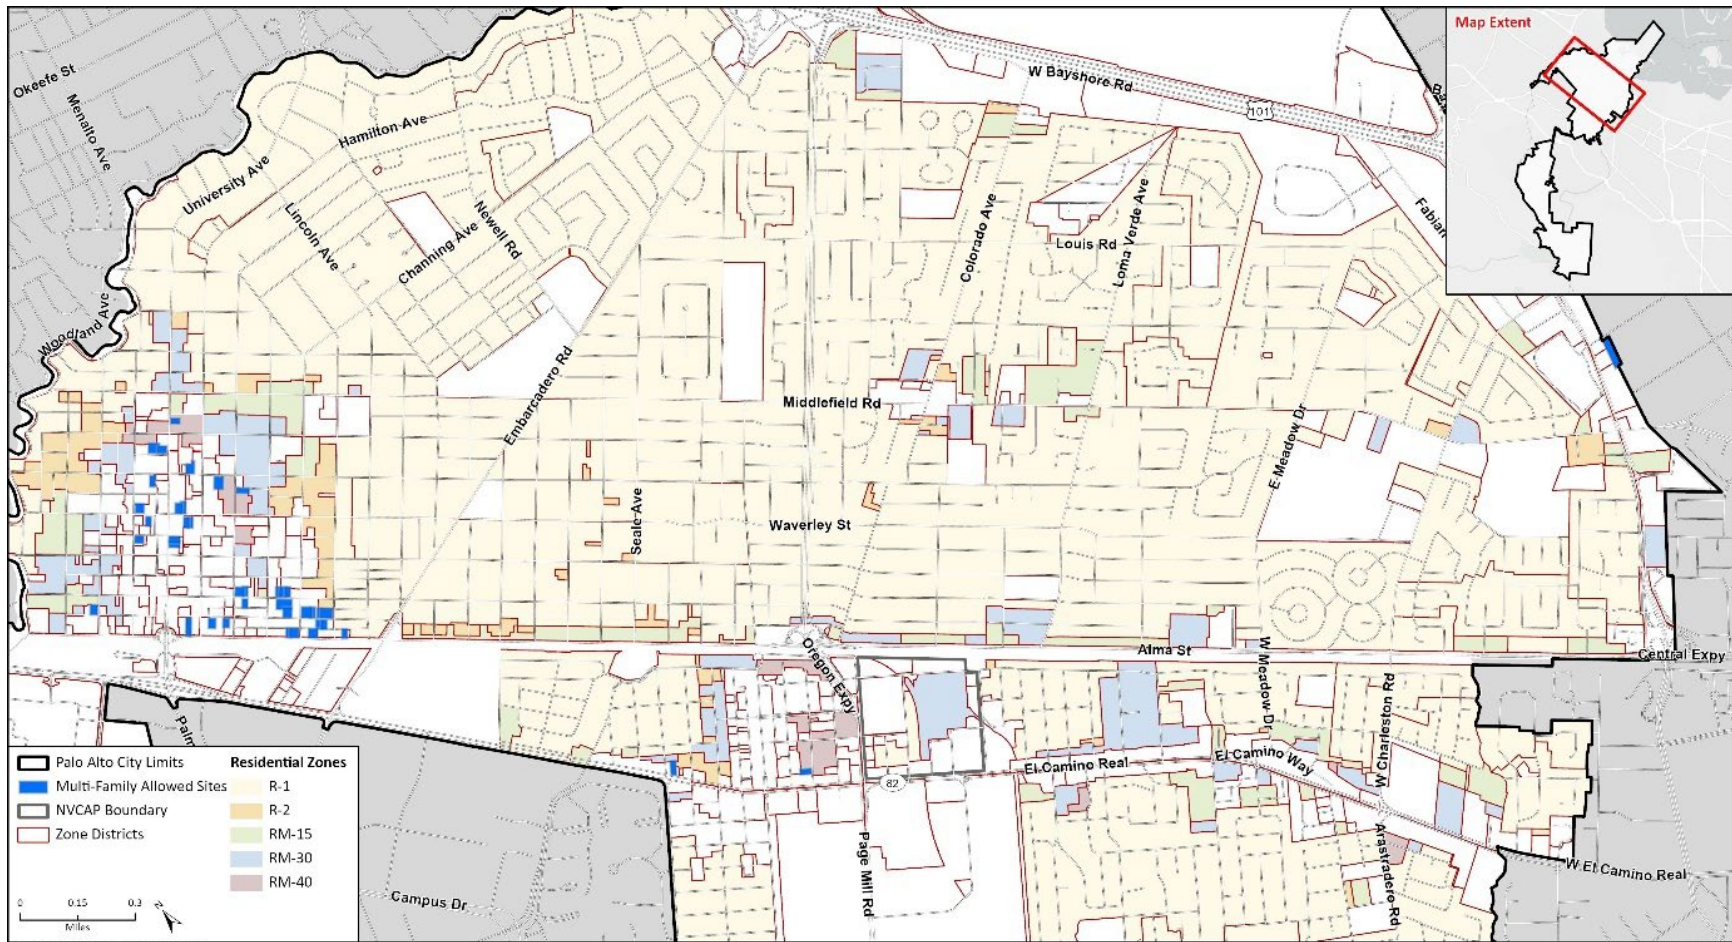 Map Extent
Okeefe St
Menalto Ave
W Bayshore Rd
101
Hamilton Ave
University Ave
Lincoln Ave
Channing Ave
Newell Rd
Colorado Ave
Loma Verde Ave
Louis Rd
Fabian
Woodland Ave
Embarcadero Rd
Middlefield Rd
E Meadow Dr
Seale Ave
Waverley St
Oregon Expy
Alma St
Central Expy
W Meadow Dr
W Charleston Rd
El Camino Real
El Camino Way
82
Palm
Page Mill Rd
Arastradero Rd
W El Camino Real
Campus Dr
Palo Alto City Limits
Multi-Family Allowed Sites
NVCAP Boundary
Zone Districts
Residential Zones
R-1
R-2
RM-15
RM-30
RM-40
0 0.15 0.3
Miles
N